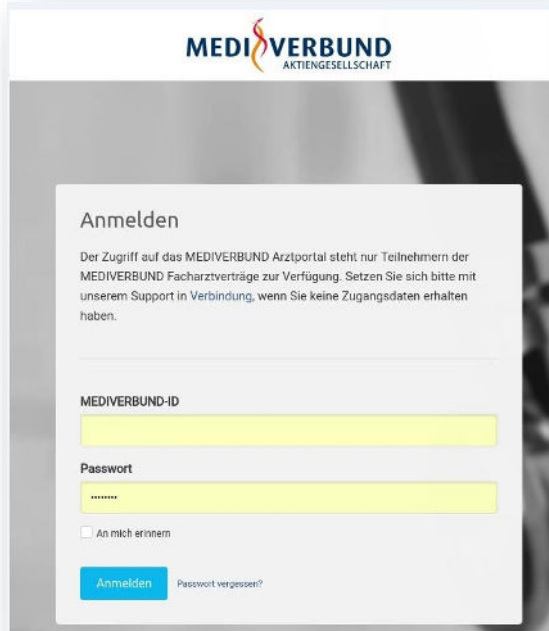 MEDIVERBUND
AKTIENGESELLSCHAFT
Anmelden
Der Zugriff auf das MEDIVERBUND Arztportal steht nur Teilnehmern der
MEDIVERBUND Facharztverträge zur Verfügung. Setzen Sie sich bitte mit
unserem Support in Verbindung, wenn Sie keine Zugangsdaten erhalten
haben.
MEDIVERBUND-ID
Passwort
••••••••
An mich erinnern
Anmelden Passwort vergessen?